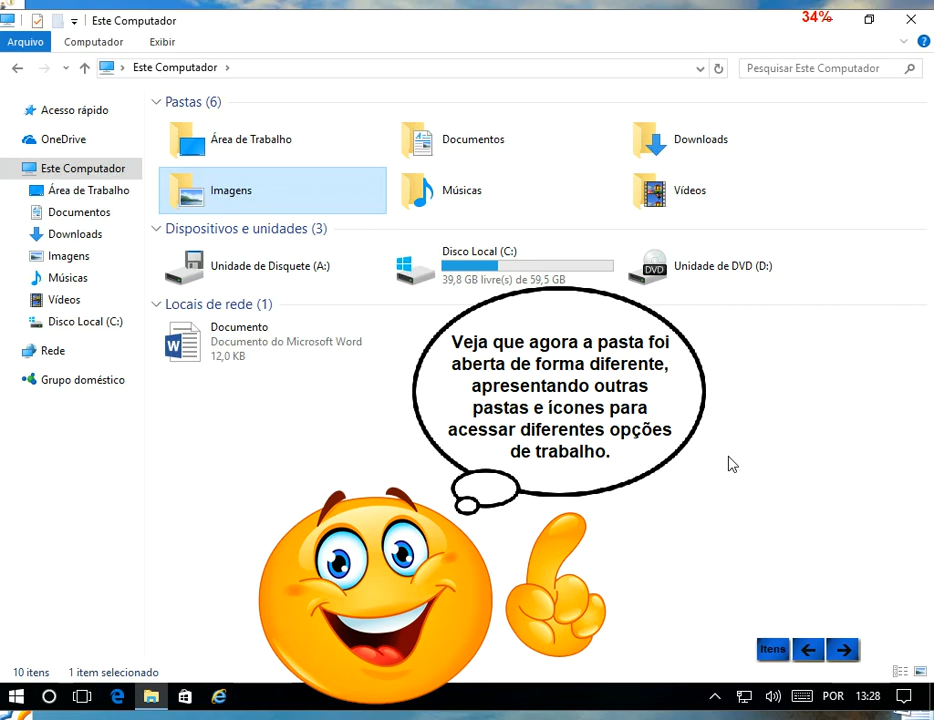 Este Computador
34%
Arquivo
Computador
Exibir
Este Computador
Pesquisar Este Computador
Acesso rápido
OneDrive
Este Computador
Área de Trabalho
Documentos
Downloads
Imagens
Músicas
Vídeos
Disco Local (C:)
Rede
Grupo doméstico
Pastas (6)
Área de Trabalho
Documentos
Downloads
Imagens
Músicas
Vídeos
Dispositivos e unidades (3)
Unidade de Disquete (A:)
Disco Local (C:)
39,8 GB livre(s) de 59,5 GB
DVD
Unidade de DVD (D:)
Locais de rede (1)
W
Documento
Documento do Microsoft Word
12,0 KB
Veja que agora a pasta foi
aberta de forma diferente,
apresentando outras
pastas e ícones para
acessar diferentes opções
de trabalho.
Itens
10 itens
1 item selecionado
POR
13:28